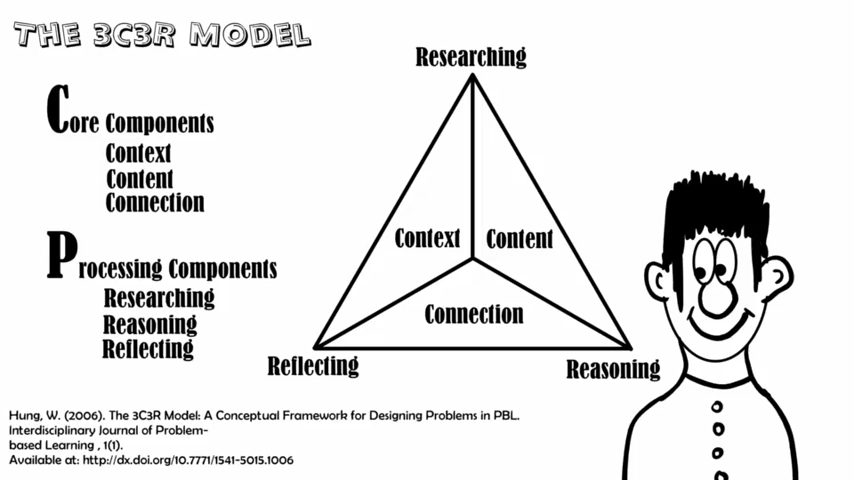 THE 3C3R MODEL
Core Components
Context
Content
Connection
Processing Components
Researching
Reasoning
Reflecting
Researching
Context
Content
Connection
Reflecting
Reasoning
Hung, W. (2006). The 3C3R Model: A Conceptual Framework for Designing Problems in PBL.
Interdisciplinary Journal of Problem-
based Learning , 1(1).
Available at: http://dx.doi.org/10.7771/1541-5015.1006